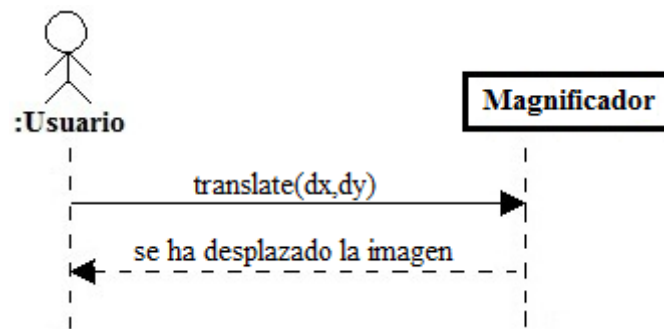 :Usuario
Magnificador
translate(dx,dy)
se ha desplazado la imagen